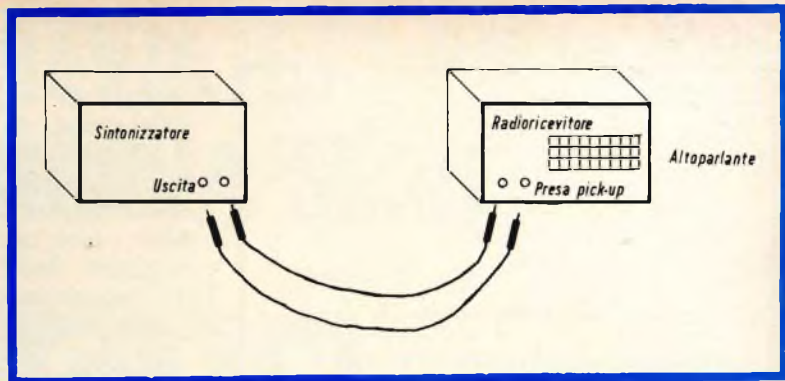 Sintonizzatore
Uscita
Radioricevitore
Presa pick-up
Altoparlante